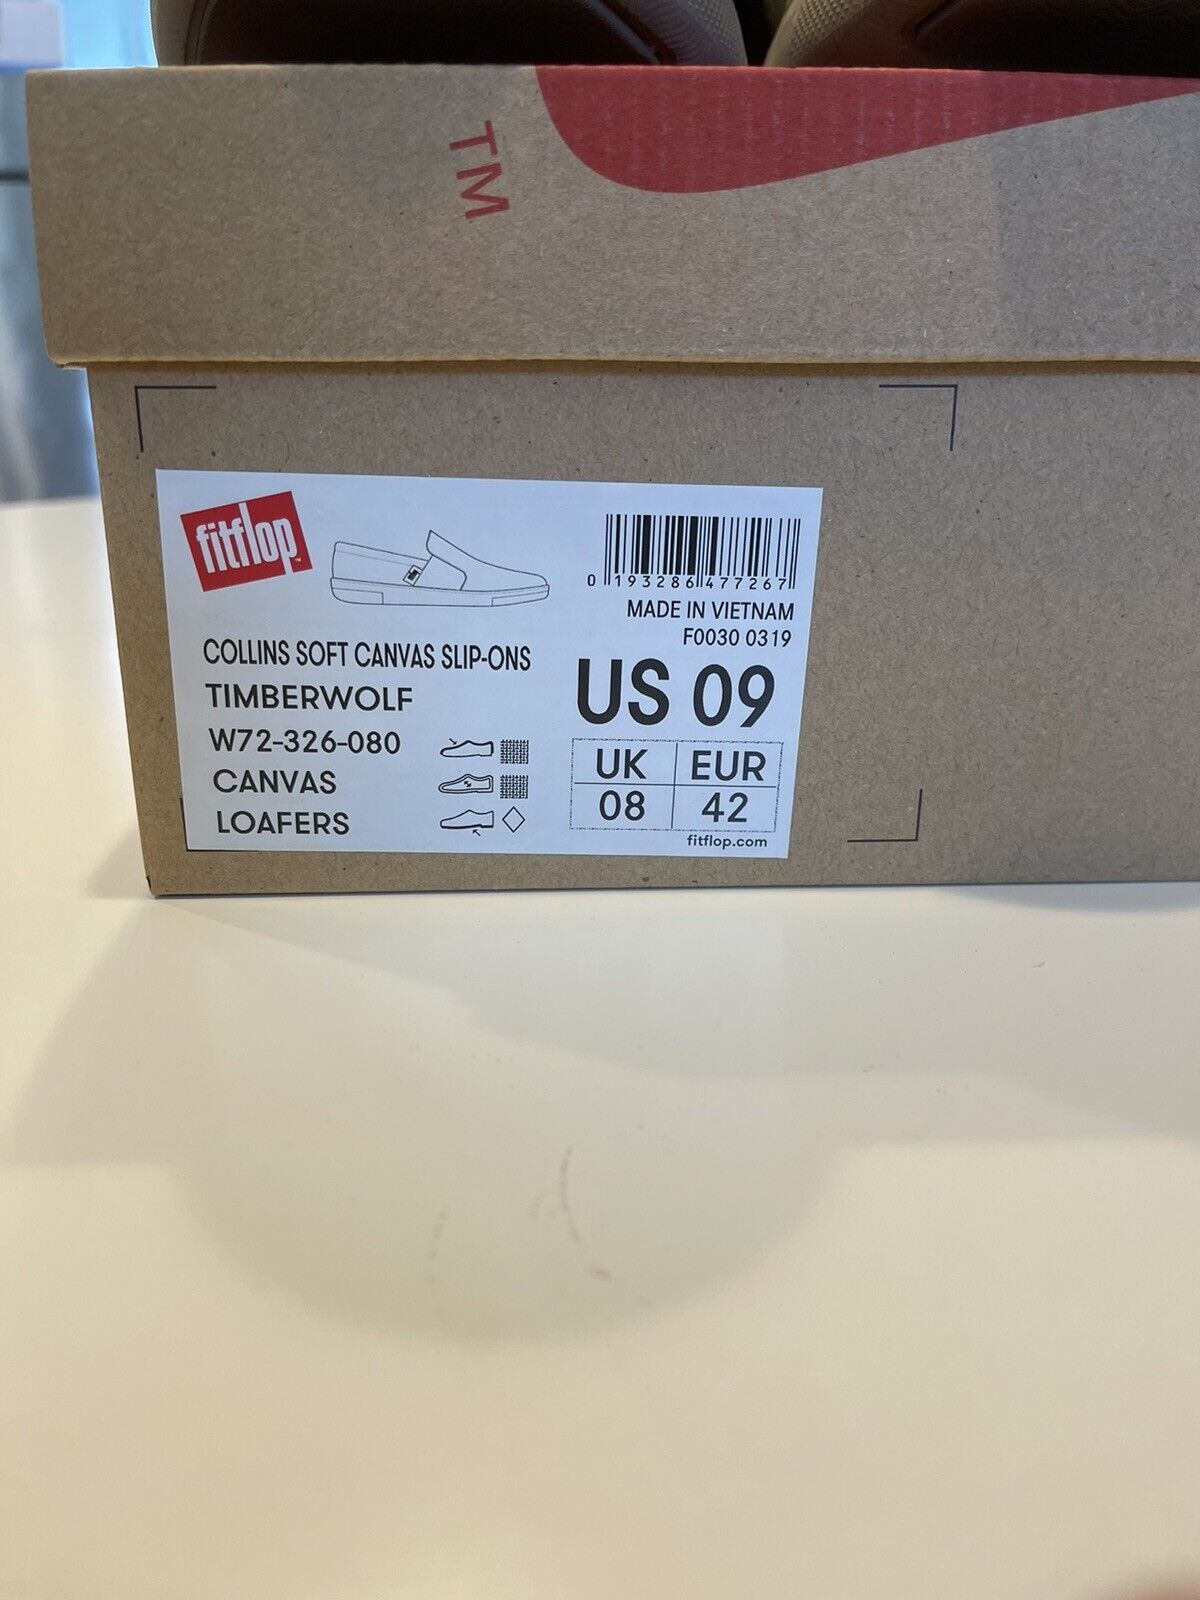 TM
fitflop
TM
0 193286 477267
MADE IN VIETNAM
F0030 0319
COLLINS SOFT CANVAS SLIP-ONS
TIMBERWOLF
W72-326-080
CANVAS
LOAFERS
US 09
UK EUR
08 42
fitflop.com